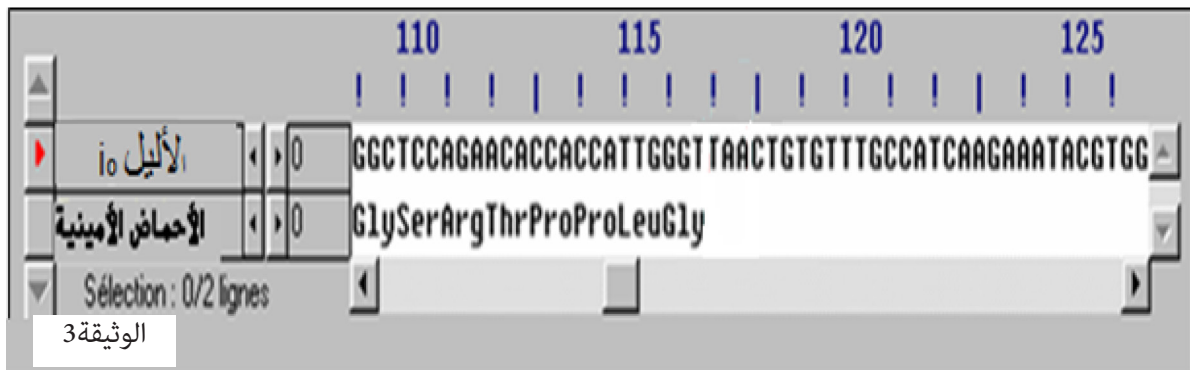 110 115 120 125
الأليل i₀ 0 GGCTCCAGAACACCACCATTGGGTTAACTGTGTTTGCCATCAAGAAATACGTGG
الأحماض الأمينية 0 GlySerArgThrProProLeuGly
Sélection : 0/2 lignes
الوثيقة3